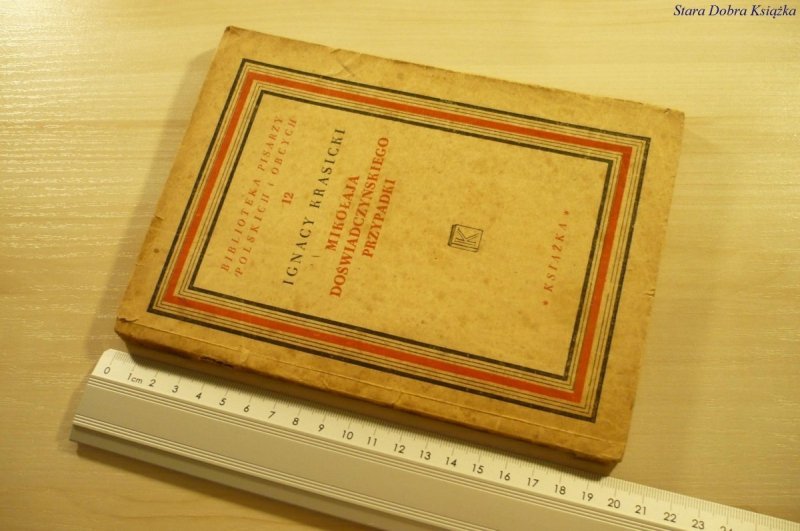 Stara Dobra Książka
BIBLIOTEKA PISARZY
POLSKICH i OBCYCH
12
IGNACY KRASICKI
MIKOŁAJA
DOŚWIADCZYŃSKIEGO
PRZYPADKI
K
* KSIĄŻKA *
0 1cm 2 3 4 5 6 7 8 9 10 11 12 13 14 15 16 17 18 19 20 21 22 23 24